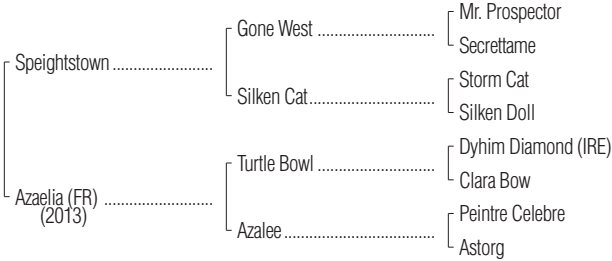 Mr. Prospector
Gone West ..............................
Secrettame
Speightstown .........................
Storm Cat
Silken Cat................................
Silken Doll
Dyhim Diamond (IRE)
Turtle Bowl .............................
Clara Bow
Azaelia (FR) ...........................
(2013)
Peintre Celebre
Azalee ......................................
Astorg